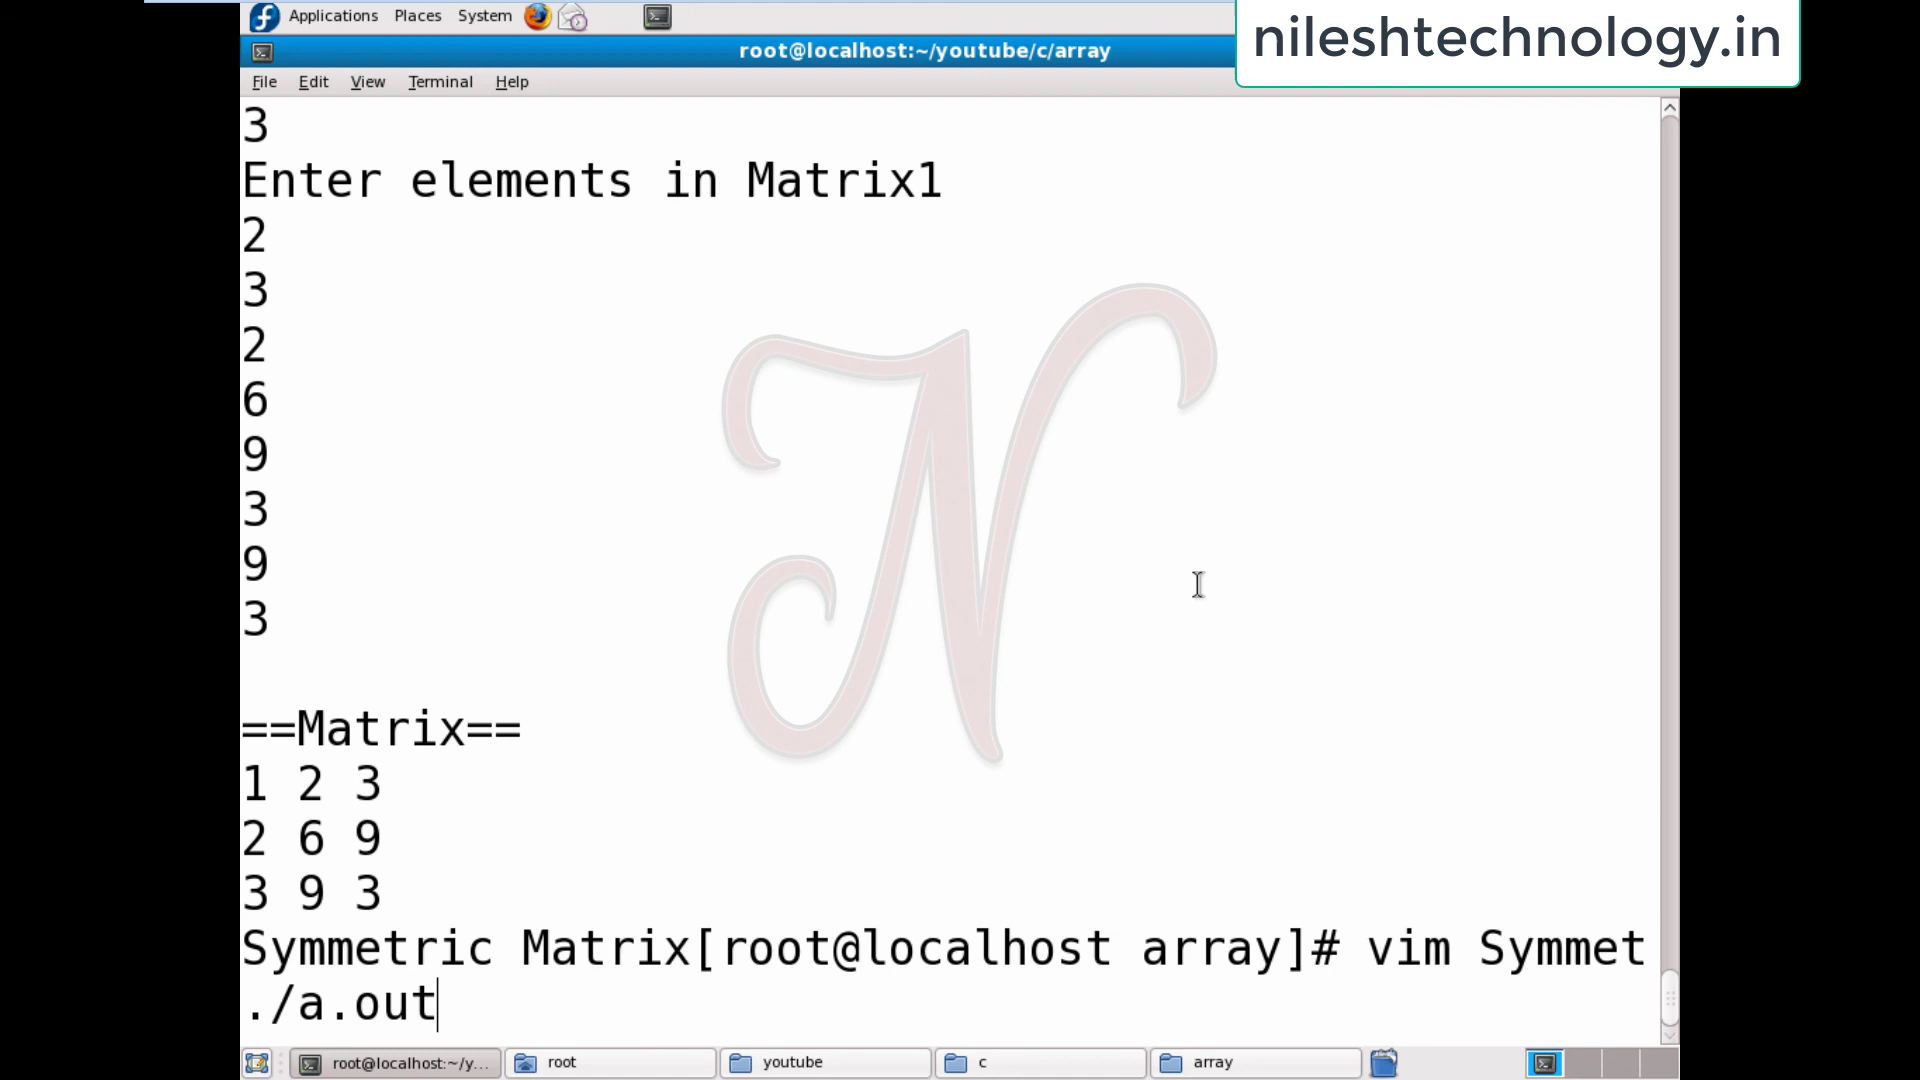 Applications Places System
nileshtechnology.in
root@localhost:~/youtube/c/array
File Edit View Terminal Help
3
Enter elements in Matrix1
2
3
2
6
9
3
9
3
==Matrix==
1 2 3
2 6 9
3 9 3
Symmetric Matrix[root@localhost array]# vim Symmet
./a.out
root@localhost:~/y...
root
youtube
c
array